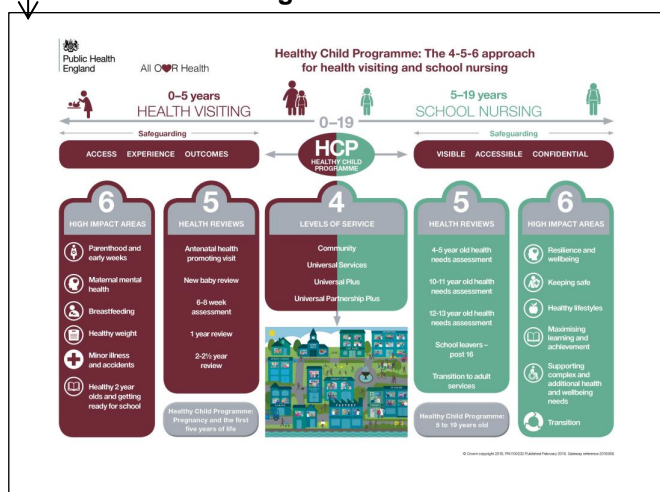 Public Health
England
All OUR Health
Healthy Child Programme: The 4-5-6 approach
for health visiting and school nursing
0–5 years
HEALTH VISITING
5–19 years
SCHOOL NURSING
0–19
Safeguarding
Safeguarding
ACCESS EXPERIENCE OUTCOMES
HCP
HEALTHY CHILD
PROGRAMME
VISIBLE ACCESSIBLE CONFIDENTIAL
6
HIGH IMPACT AREAS
Parenthood and
early weeks
Maternal mental
health
Breastfeeding
Healthy weight
Minor illness
and accidents
Healthy 2 year
olds and getting
ready for school
5
HEALTH REVIEWS
Antenatal health
promoting visit
New baby review
6-8 week
assessment
1 year review
2-2½ year
review
Healthy Child Programme:
Pregnancy and the first
five years of life
4
LEVELS OF SERVICE
Community
Universal Services
Universal Plus
Universal Partnership Plus
5
HEALTH REVIEWS
4-5 year old health
needs assessment
10-11 year old health
needs assessment
12-13 year old health
needs assessment
School leavers –
post 16
Transition to adult
services
Healthy Child Programme:
5 to 19 years old
6
HIGH IMPACT AREAS
Resilience and
wellbeing
Keeping safe
Healthy lifestyles
Maximising
learning and
achievement
Supporting
complex and
additional health
and wellbeing
needs
Transition